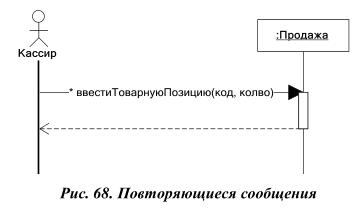 :Продажа
Кассир
* ввестиТоварнуюПозицию(код, колво)
Рис. 68. Повторяющиеся сообщения